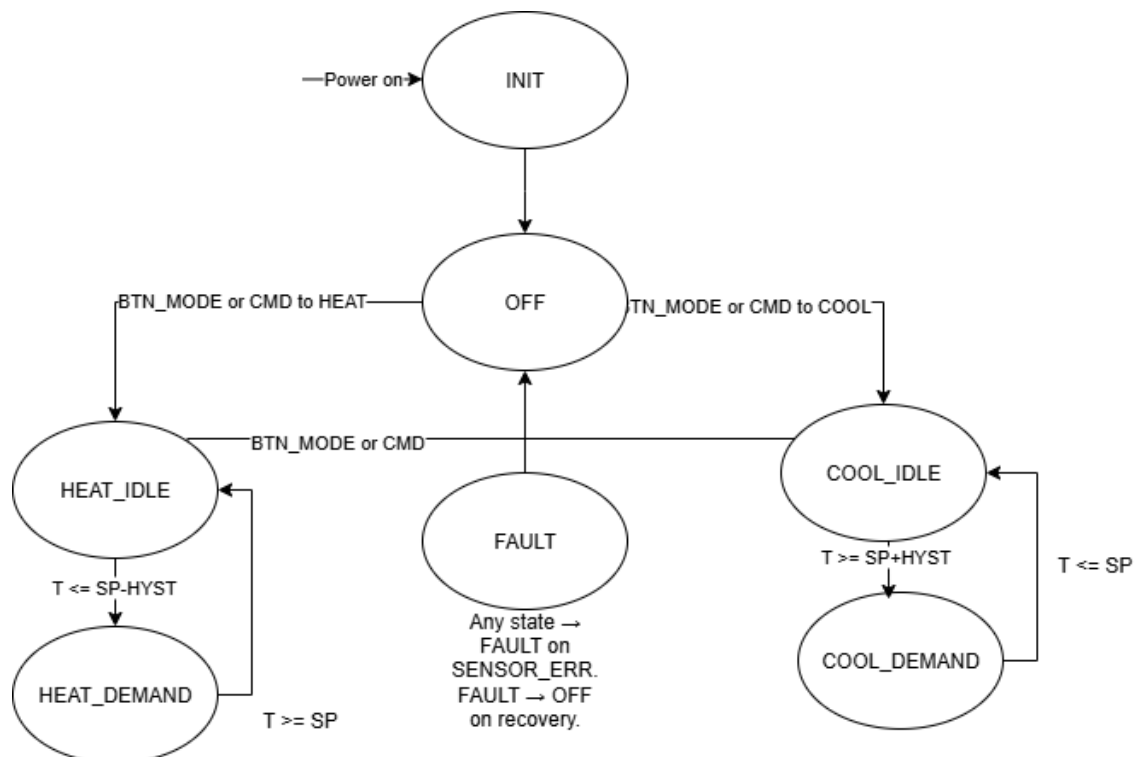 Power on
INIT
OFF
BTN_MODE or CMD to HEAT
TN_MODE or CMD to COOL
BTN_MODE or CMD
HEAT_IDLE
COOL_IDLE
FAULT
T <= SP-HYST
T >= SP+HYST
T <= SP
Any state →
FAULT on
SENSOR_ERR.
FAULT → OFF
on recovery.
HEAT_DEMAND
COOL_DEMAND
T >= SP